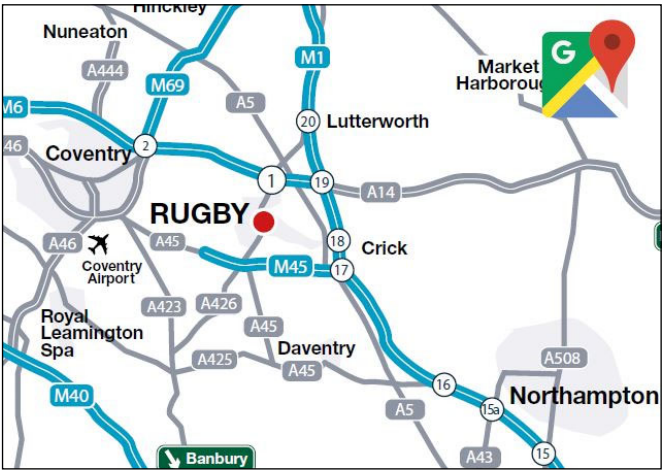 Hinckley
Nuneaton
M1
A444
M69
A5
Market
Harboroug
G
M6
20
Lutterworth
A46
Coventry
2
1
19
A14
RUGBY
A46
A45
18
Crick
Coventry
Airport
M45
17
A423
A426
Royal
Leamington
Spa
A45
Daventry
A425
A45
A508
M40
16
Northampton
A5
15a
A43
15
Banbury